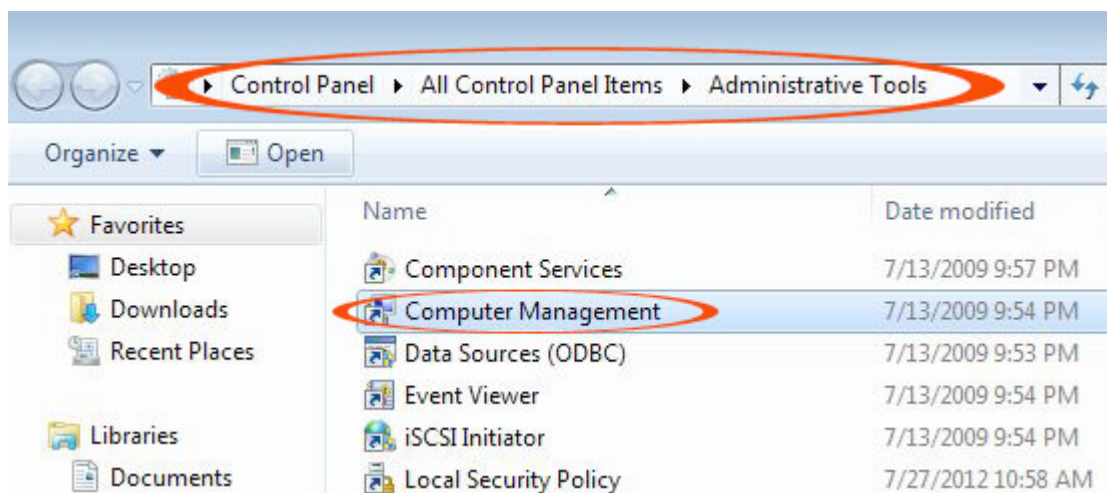 Control Panel All Control Panel Items Administrative Tools
Organize Open
Name Date modified
Favorites
Desktop
Downloads
Recent Places
Libraries
Documents
Component Services 7/13/2009 9:57 PM
Computer Management 7/13/2009 9:54 PM
Data Sources (ODBC) 7/13/2009 9:53 PM
Event Viewer 7/13/2009 9:54 PM
iSCSI Initiator 7/13/2009 9:54 PM
Local Security Policy 7/27/2012 10:58 AM